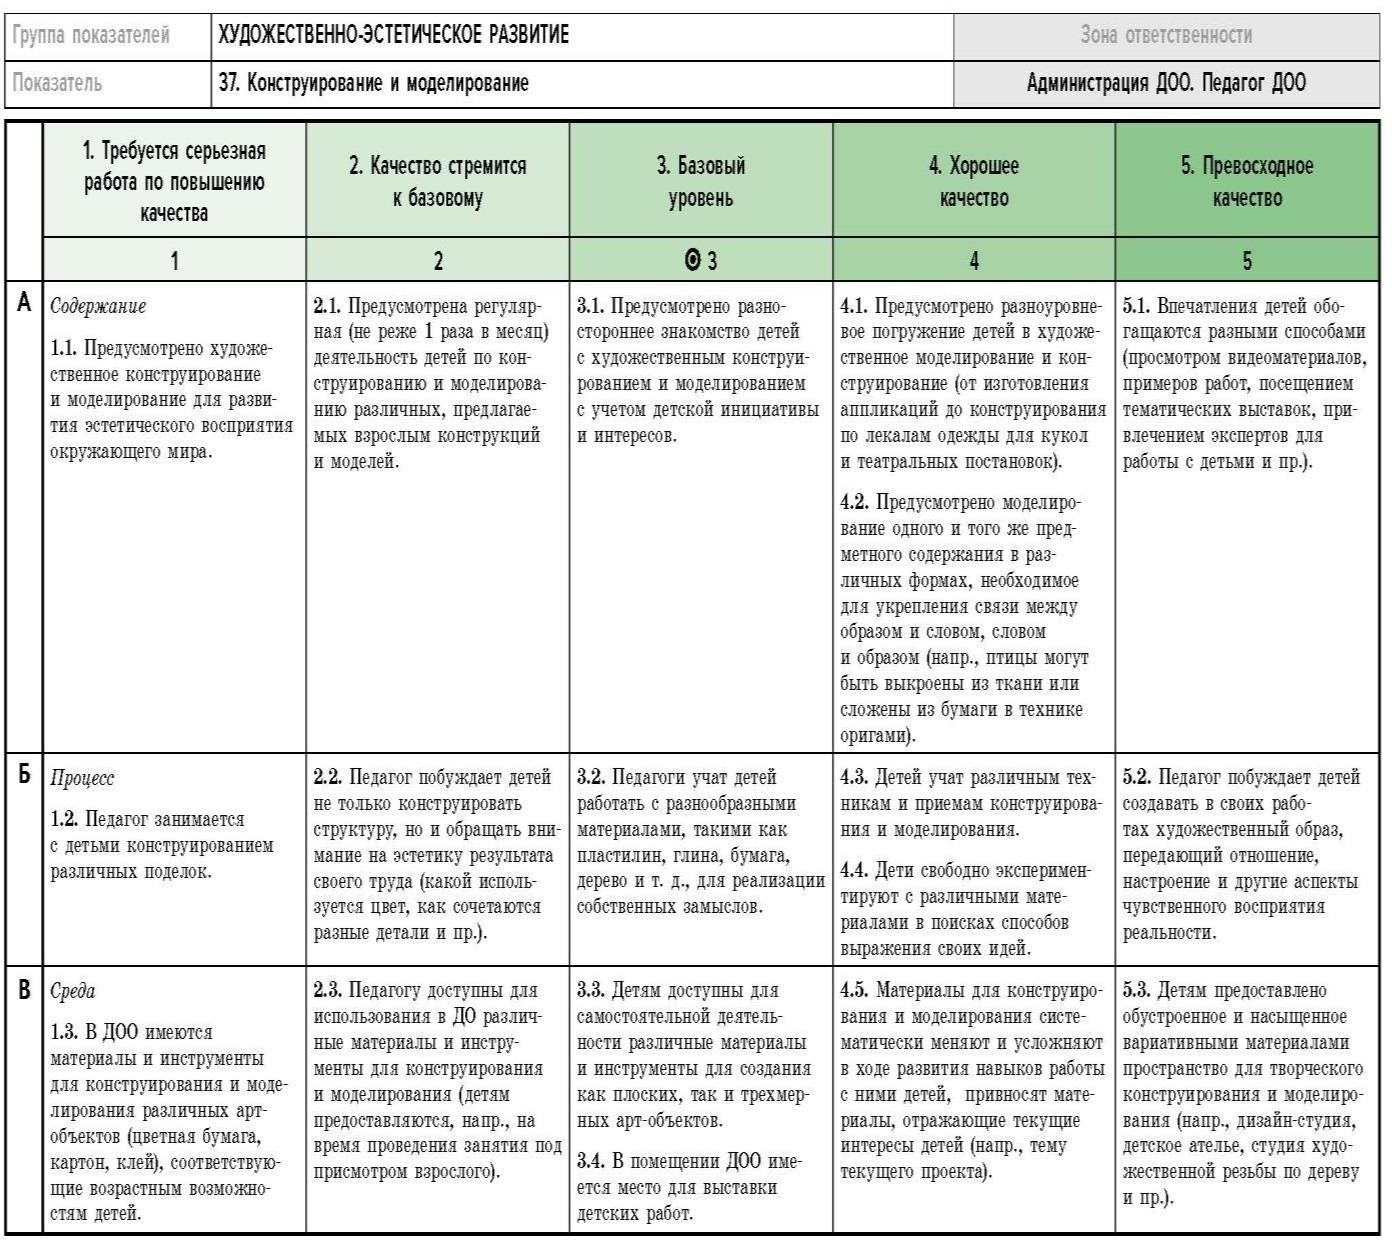 Группа показателей
ХУДОЖЕСТВЕННО-ЭСТЕТИЧЕСКОЕ РАЗВИТИЕ
Зона ответственности
Показатель
37. Конструирование и моделирование
Администрация ДОО. Педагог ДОО
1. Требуется серьезная
работа по повышению
качества
2. Качество стремится
к базовому
3. Базовый
уровень
4. Хорошее
качество
5. Превосходное
качество
1
2
3
4
5
А
Содержание
1.1. Предусмотрено художе-
ственное конструирование
и моделирование для разви-
тия эстетического восприятия
окружающего мира.
2.1. Предусмотрена регуляр-
ная (не реже 1 раза в месяц)
деятельность детей по кон-
струированию и моделирова-
нию различных, предлагае-
мых взрослым конструкций
и моделей.
3.1. Предусмотрено разно-
стороннее знакомство детей
с художественным конструи-
рованием и моделированием
с учетом детской инициативы
и интересов.
4.1. Предусмотрено разноуровне-
вое погружение детей в художе-
ственное моделирование и кон-
струирование (от изготовления
аппликаций до конструирования
по лекалам одежды для кукол
и театральных постановок).
4.2. Предусмотрено моделиро-
вание одного и того же пред-
метного содержания в раз-
личных формах, необходимое
для укрепления связи между
образом и словом, словом
и образом (напр., птицы могут
быть выкроены из ткани или
сложены из бумаги в технике
оригами).
5.1. Впечатления детей обо-
гащаются разными способами
(просмотром видеоматериалов,
примеров работ, посещением
тематических выставок, при-
влечением экспертов для
работы с детьми и пр.).
Б
Процесс
1.2. Педагог занимается
с детьми конструированием
различных поделок.
2.2. Педагог побуждает детей
не только конструировать
структуру, но и обращать вни-
мание на эстетику результата
своего труда (какой исполь-
зуется цвет, как сочетаются
разные детали и пр.).
3.2. Педагоги учат детей
работать с разнообразными
материалами, такими как
пластилин, глина, бумага,
дерево и т. д., для реализации
собственных замыслов.
4.3. Детей учат различным тех-
никам и приемам конструирова-
ния и моделирования.
4.4. Дети свободно эксперимен-
тируют с различными мате-
риалами в поисках способов
выражения своих идей.
5.2. Педагог побуждает детей
создавать в своих рабо-
тах художественный образ,
передающий отношение,
настроение и другие аспекты
чувственного восприятия
реальности.
В
Среда
1.3. В ДОО имеются
материалы и инструменты
для конструирования и моде-
лирования различных арт-
объектов (цветная бумага,
картон, клей), соответствую-
щие возрастным возможно-
стям детей.
2.3. Педагогу доступны для
использования в ДО различ-
ные материалы и инстру-
менты для конструирования
и моделирования (детям
предоставляются, напр., на
время проведения занятия под
присмотром взрослого).
3.3. Детям доступны для
самостоятельной деятель-
ности различные материалы
и инструменты для создания
как плоских, так и трехмер-
ных арт-объектов.
3.4. В помещении ДОО име-
ется место для выставки
детских работ.
4.5. Материалы для конструиро-
вания и моделирования систе-
матически меняют и усложняют
в ходе развития навыков работы
с ними детей, привносят мате-
риалы, отражающие текущие
интересы детей (напр., тему
текущего проекта).
5.3. Детям предоставлено
обустроенное и насыщенное
вариативными материалами
пространство для творческого
конструирования и моделиро-
вания (напр., дизайн-студия,
детское ателье, студия худо-
жественной резьбы по дереву
и пр.).